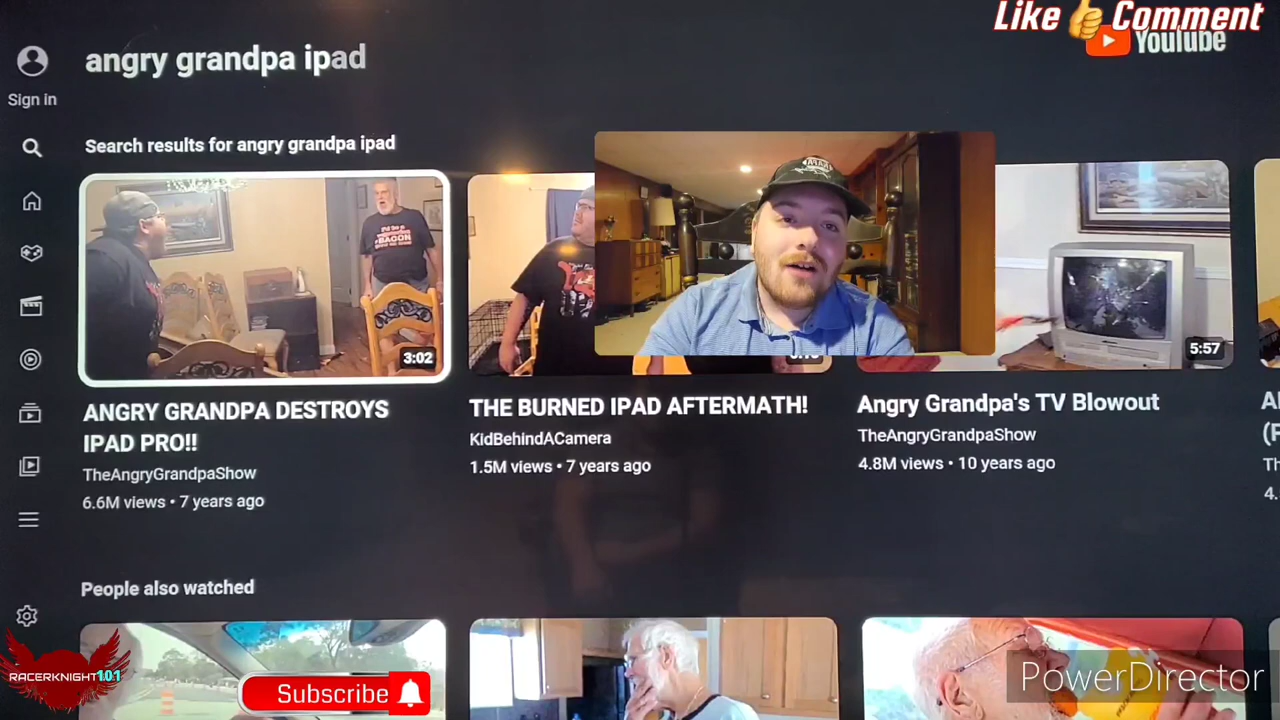 Like 👍 Comment
YouTube
angry grandpa ipad
Sign in
Search results for angry grandpa ipad
I'd be a
BACON
3:02
5:57
ANGRY GRANDPA DESTROYS
IPAD PRO!!
TheAngryGrandpaShow
6.6M views • 7 years ago
THE BURNED IPAD AFTERMATH!
KidBehindACamera
1.5M views • 7 years ago
Angry Grandpa's TV Blowout
TheAngryGrandpaShow
4.8M views • 10 years ago
People also watched
RACERKNIGHT101
Subscribe
PowerDirector